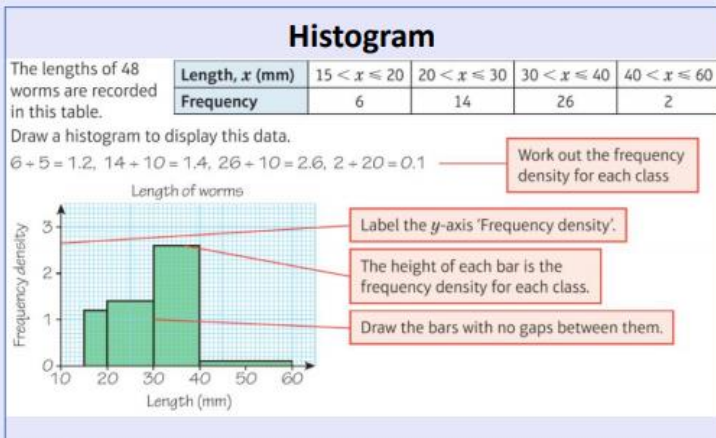 Histogram
The lengths of 48
worms are recorded
in this table.
Length, x (mm) 15 < x ⩽ 20 20 < x ⩽ 30 30 < x ⩽ 40 40 < x ⩽ 60
Frequency 6 14 26 2
Draw a histogram to display this data.
6 ÷ 5 = 1.2, 14 ÷ 10 = 1.4, 26 ÷ 10 = 2.6, 2 ÷ 20 = 0.1
Work out the frequency
density for each class
Length of worms
Frequency density
3
2
1
0
10 20 30 40 50 60
Length (mm)
Label the y-axis 'Frequency density'.
The height of each bar is the
frequency density for each class.
Draw the bars with no gaps between them.